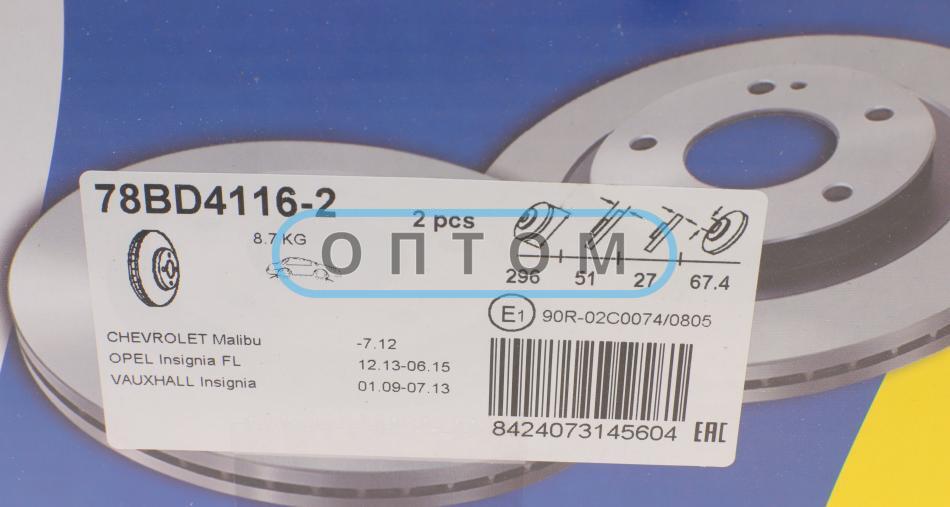 78BD4116-2
2 pcs
8.7 KG
ОПТОМ
296 51 27 67.4
E1 90R-02C0074/0805
CHEVROLET Malibu -7.12
OPEL Insignia FL 12.13-06.15
VAUXHALL Insignia 01.09-07.13
8424073145604 EAC